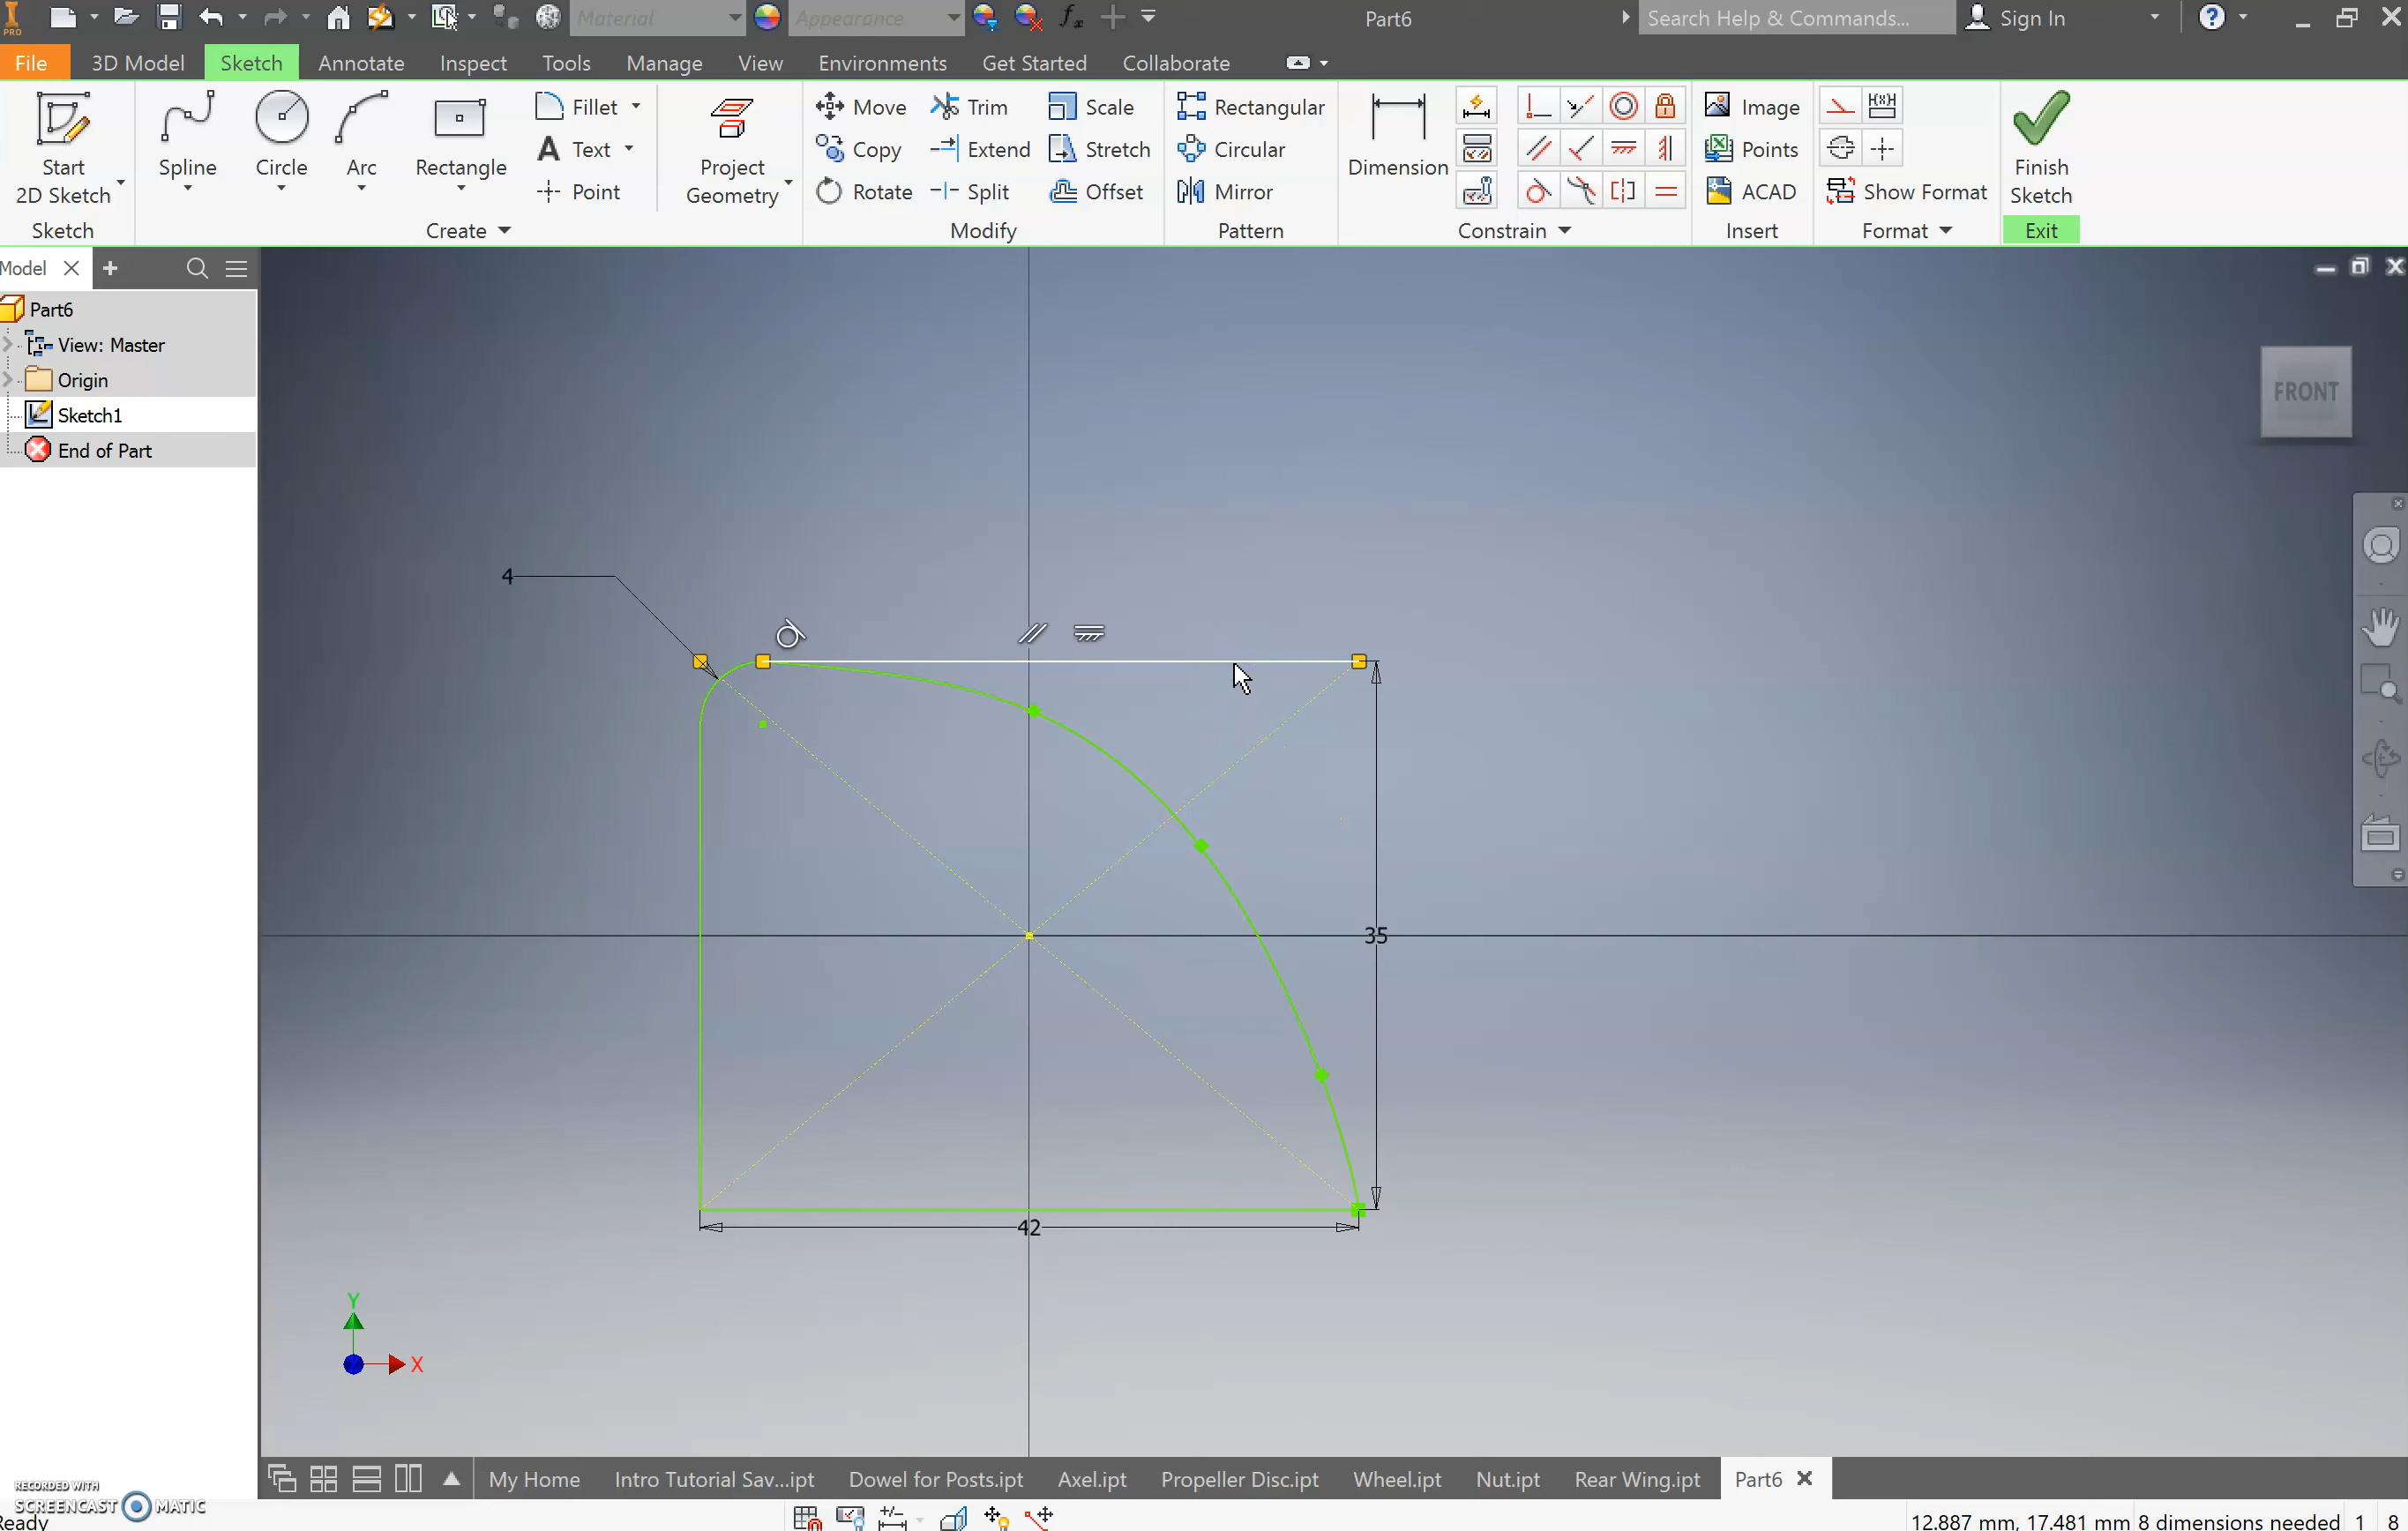 PRO
Material
Appearance
fx
Part6
Search Help & Commands...
Sign In
File
3D Model
Sketch
Annotate
Inspect
Tools
Manage
View
Environments
Get Started
Collaborate
Start
2D Sketch
Spline
Circle
Arc
Rectangle
Fillet
Text
Point
Project
Geometry
Move
Copy
Rotate
Trim
Extend
Split
Scale
Stretch
Offset
Rectangular
Circular
Mirror
Dimension
Image
Points
ACAD
Show Format
Finish
Sketch
Sketch
Create
Modify
Pattern
Constrain
Insert
Format
Exit
Model
Part6
View: Master
Origin
Sketch1
End of Part
FRONT
4
35
42
Y
X
My Home
Intro Tutorial Sav...ipt
Dowel for Posts.ipt
Axel.ipt
Propeller Disc.ipt
Wheel.ipt
Nut.ipt
Rear Wing.ipt
Part6
RECORDED WITH
SCREENCAST MATIC
Ready
12.887 mm, 17.481 mm 8 dimensions needed 1 8